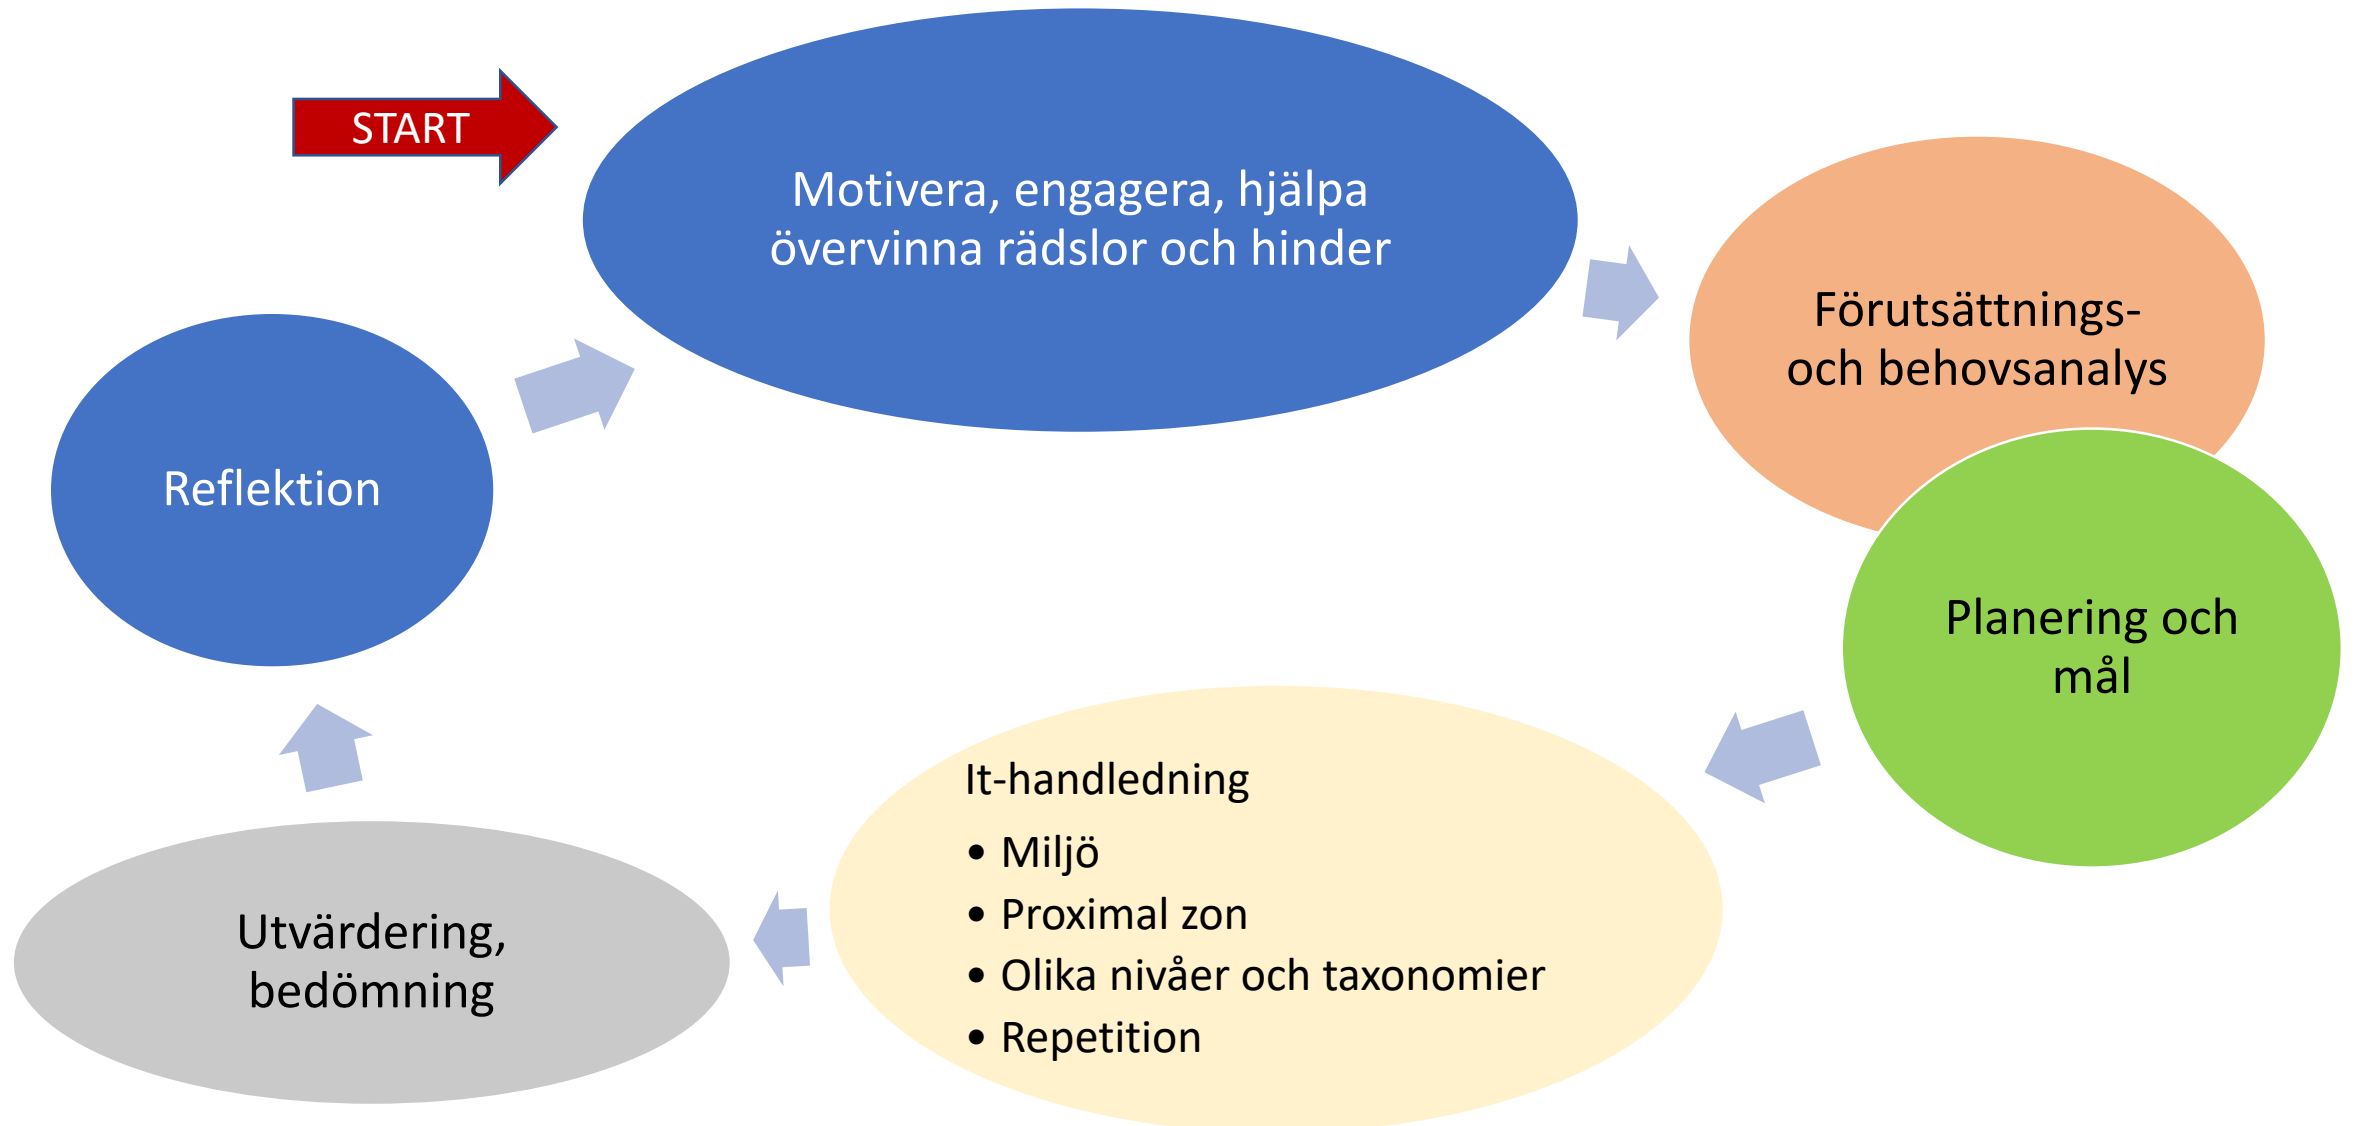 START
Motivera, engagera, hjälpa
övervinna rädslor och hinder
Förutsättnings-
och behovsanalys
Planering och
mål
It-handledning
• Miljö
• Proximal zon
• Olika nivåer och taxonomier
• Repetition
Utvärdering,
bedömning
Reflektion